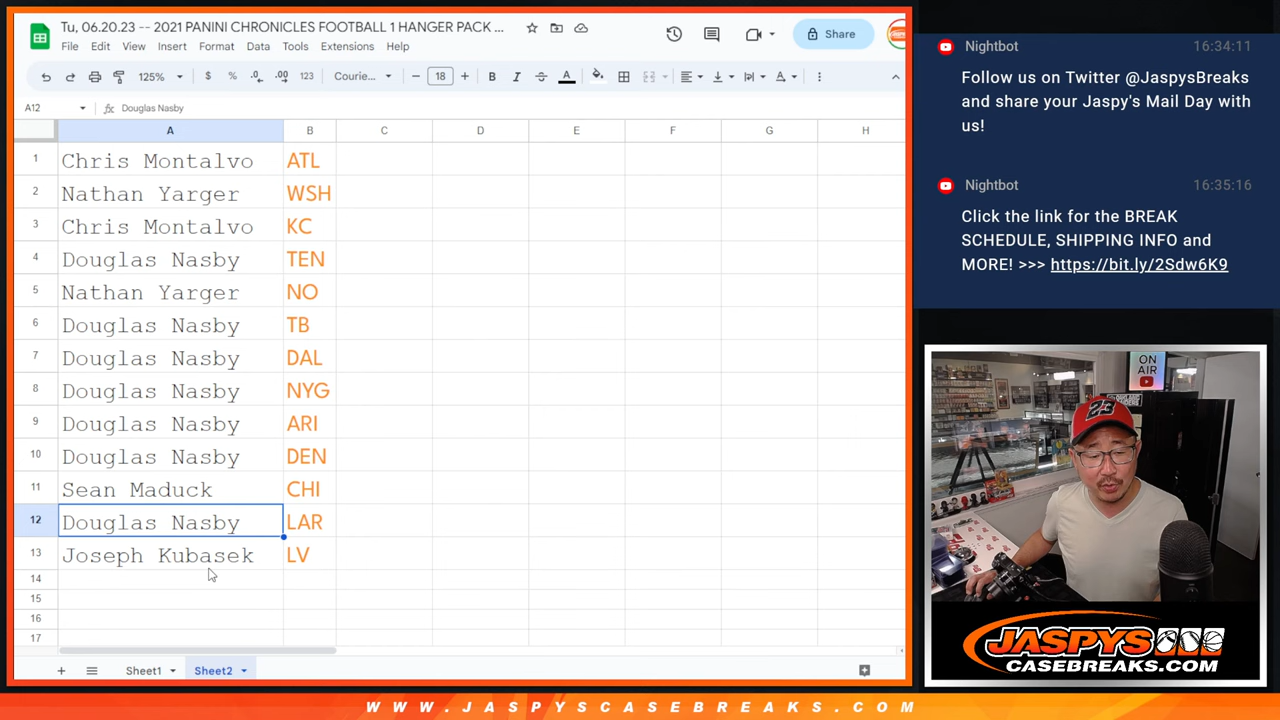 Tu, 06.20.23 -- 2021 PANINI CHRONICLES FOOTBALL 1 HANGER PACK ...
Share
File Edit View Insert Format Data Tools Extensions Help
125% $ % .0 .00 123 Courie... − 18 + B I A
A12 fx Douglas Nasby
A B C D E F G H
1 Chris Montalvo ATL
2 Nathan Yarger WSH
3 Chris Montalvo KC
4 Douglas Nasby TEN
5 Nathan Yarger NO
6 Douglas Nasby TB
7 Douglas Nasby DAL
8 Douglas Nasby NYG
9 Douglas Nasby ARI
10 Douglas Nasby DEN
11 Sean Maduck CHI
12 Douglas Nasby LAR
13 Joseph Kubasek LV
14
15
16
17
Sheet1 Sheet2
Nightbot 16:34:11
Follow us on Twitter @JaspysBreaks
and share your Jaspy's Mail Day with
us!
Nightbot 16:35:16
Click the link for the BREAK
SCHEDULE, SHIPPING INFO and
MORE! >>> https://bit.ly/2Sdw6K9
ON
AIR
23
JASPYS
CASEBREAKS.COM
WWW.JASPYSCASEBREAKS.COM